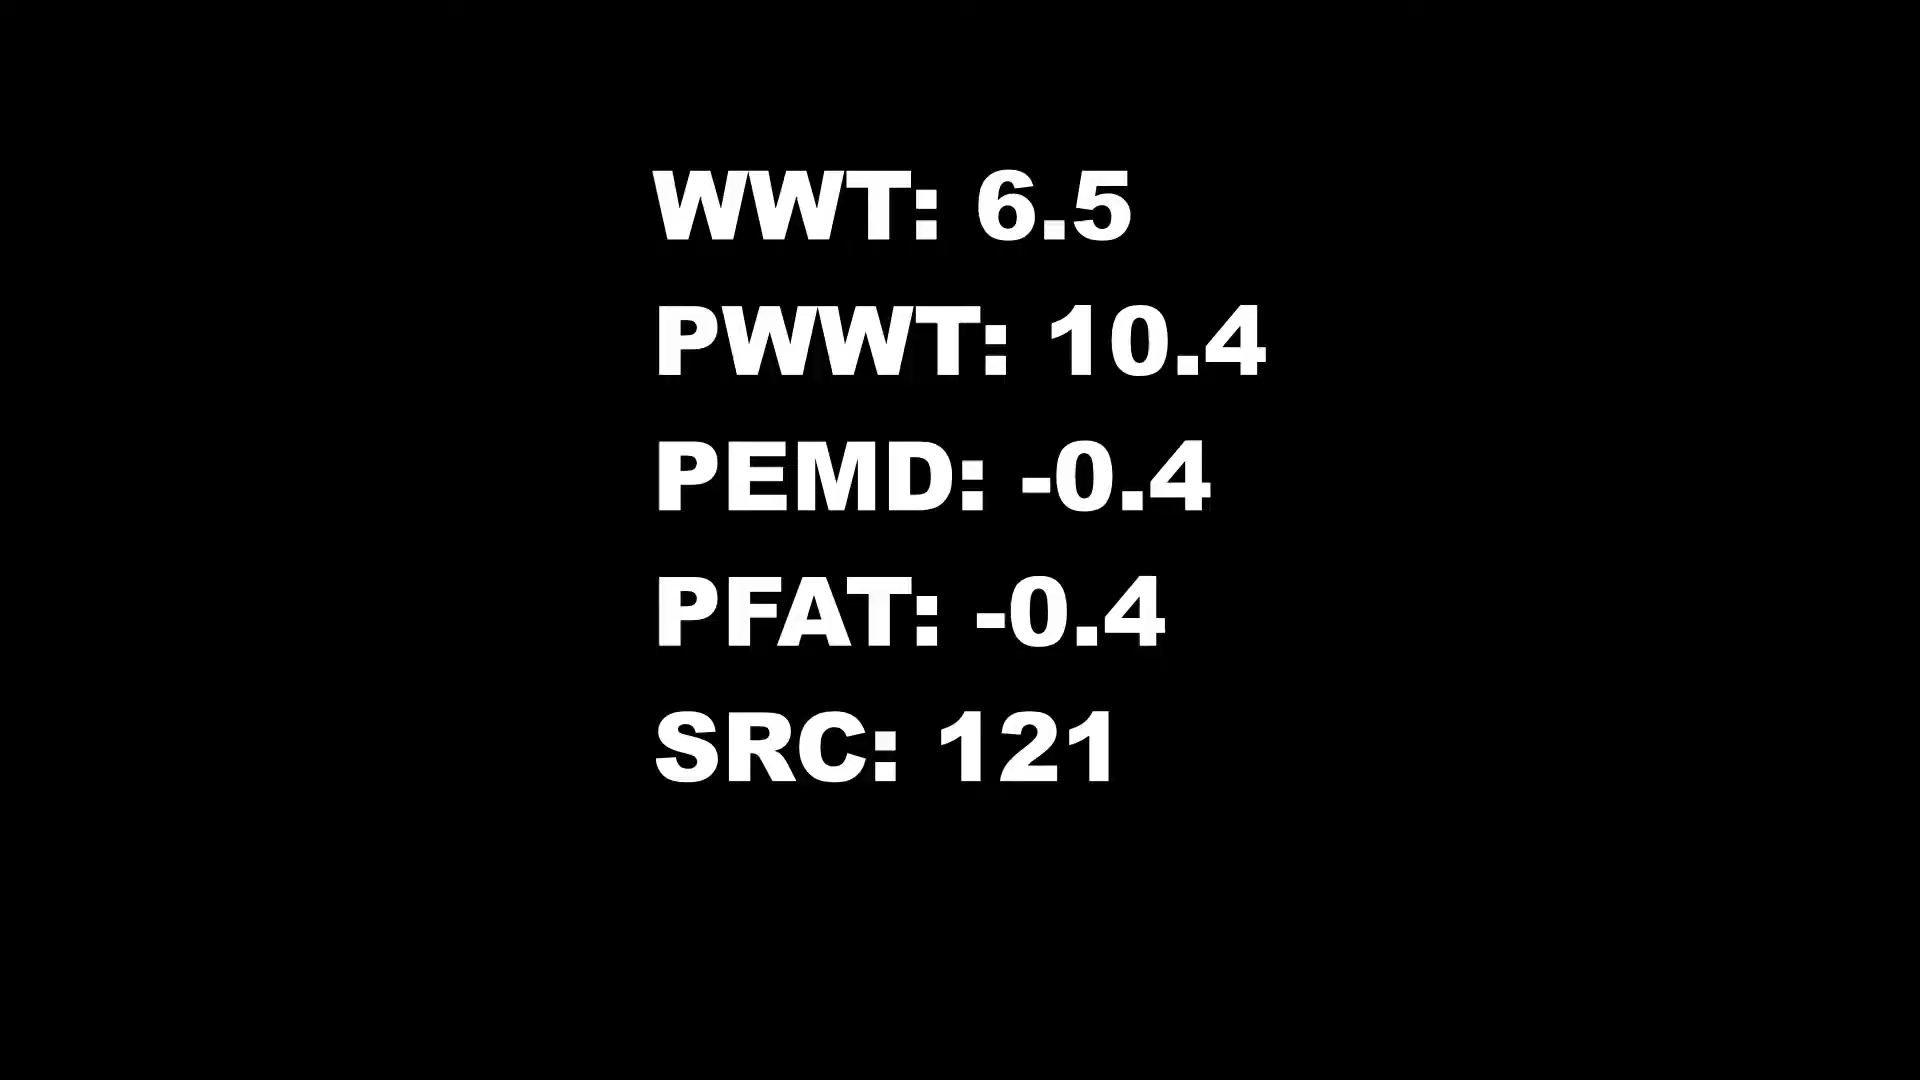 WWT: 6.5
PWWT: 10.4
PEMD: -0.4
PFAT: -0.4
SRC: 121